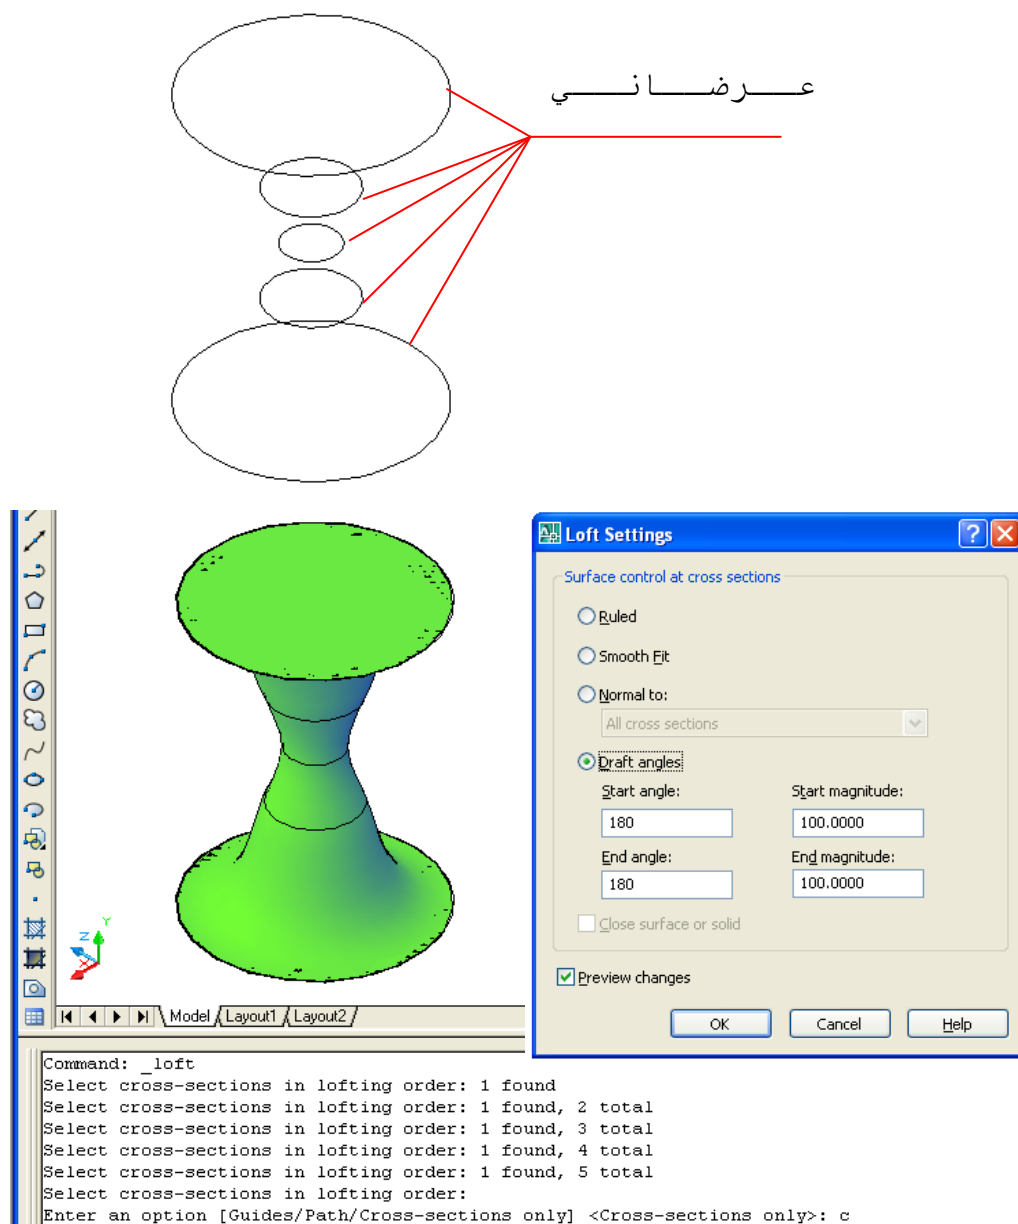 عـــرضـــانـــي
Loft Settings
Surface control at cross sections
Ruled
Smooth Fit
Normal to:
All cross sections
Draft angles
Start angle:
Start magnitude:
180
100.0000
End angle:
End magnitude:
180
100.0000
Close surface or solid
Preview changes
OK
Cancel
Help
Y
Z
X
Model
Layout1
Layout2
Command: _loft
Select cross-sections in lofting order: 1 found
Select cross-sections in lofting order: 1 found, 2 total
Select cross-sections in lofting order: 1 found, 3 total
Select cross-sections in lofting order: 1 found, 4 total
Select cross-sections in lofting order: 1 found, 5 total
Select cross-sections in lofting order:
Enter an option [Guides/Path/Cross-sections only] <Cross-sections only>: c